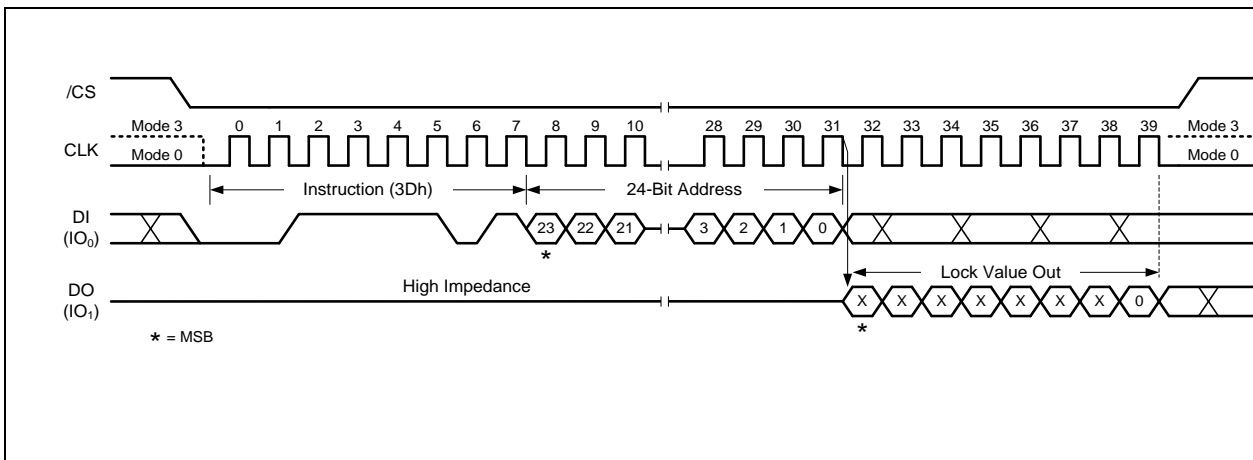 /CS
Mode 3 0 1 2 3 4 5 6 7 8 9 10 28 29 30 31 32 33 34 35 36 37 38 39 Mode 3
CLK
Mode 0 Mode 0
Instruction (3Dh) 24-Bit Address
DI
(IO₀)
23 22 21 3 2 1 0
*
Lock Value Out
High Impedance
DO
(IO₁)
X X X X X X X 0
*
* = MSB